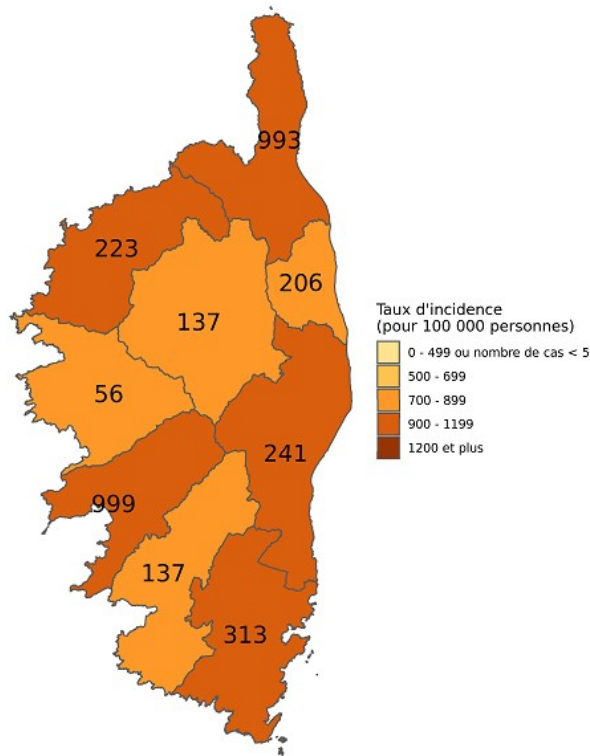 993
223
206
137
56
241
999
137
313
Taux d'incidence
(pour 100 000 personnes)
0 - 499 ou nombre de cas < 5
500 - 699
700 - 899
900 - 1199
1200 et plus